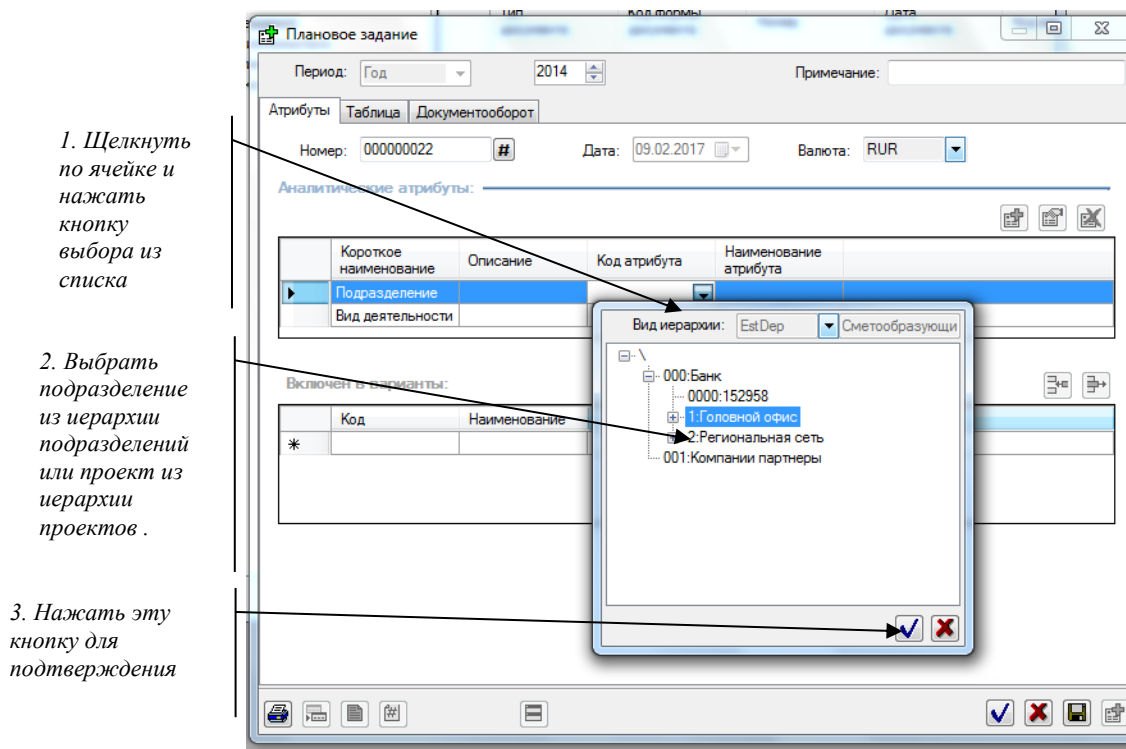 Тип
Код формы
Дата
Плановое задание
Период: Год 2014 Примечание:
Атрибуты Таблица Документооборот
Номер: 000000022 # Дата: 09.02.2017 Валюта: RUR
Аналитические атрибуты:
Короткое наименование Описание Код атрибута Наименование атрибута
Подразделение
Вид деятельности
Вид иерархии: EstDep Сметообразующи
\
000:Банк
0000:152958
1:Головной офис
2:Региональная сеть
001:Компании партнеры
Включен в варианты:
Код Наименование
1. Щелкнуть
по ячейке и
нажать
кнопку
выбора из
списка
2. Выбрать
подразделение
из иерархии
подразделений
или проект из
иерархии
проектов .
3. Нажать эту
кнопку для
подтверждения